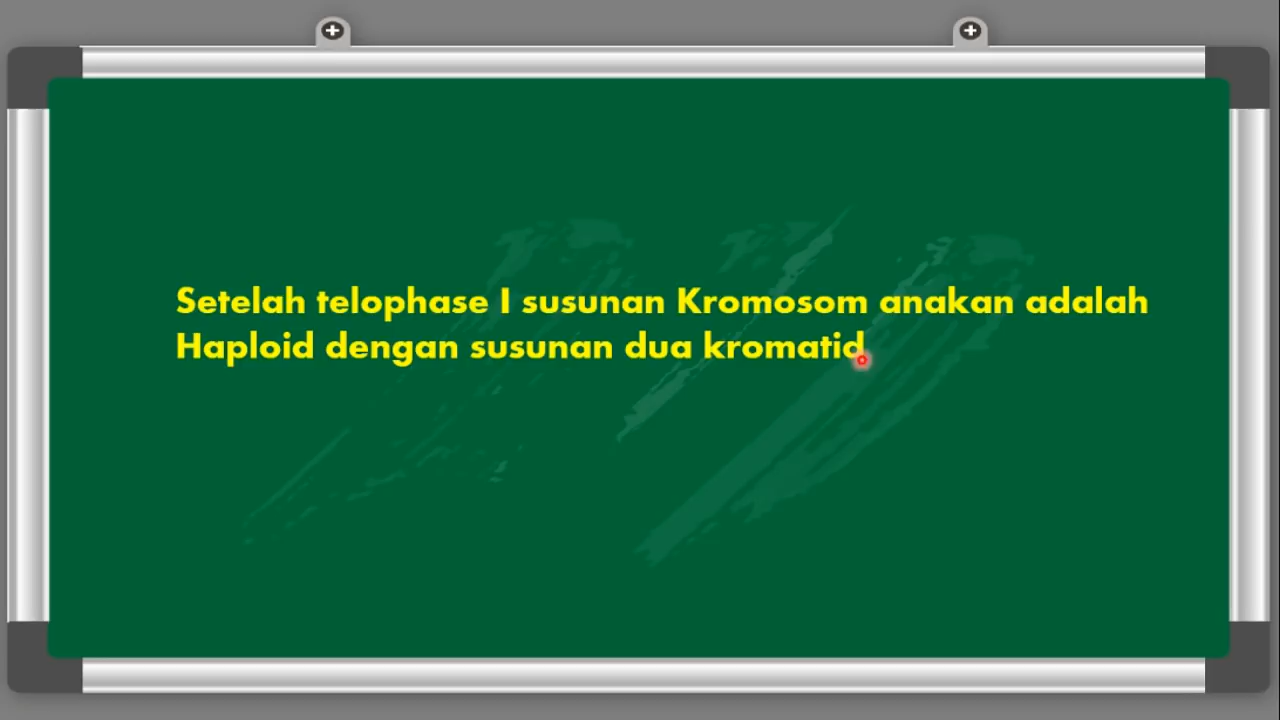 Setelah telophase I susunan Kromosom anakan adalah
Haploid dengan susunan dua kromatid